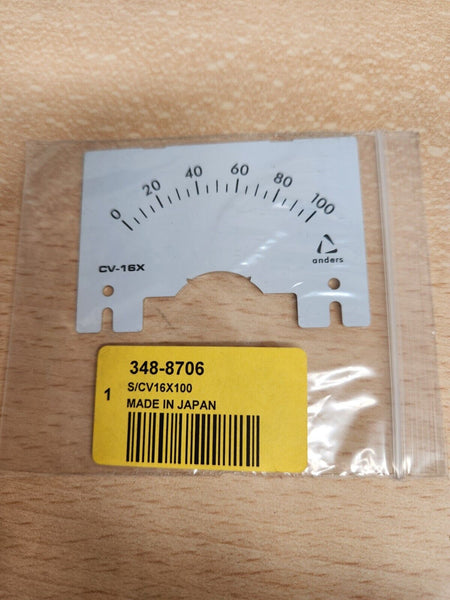 0 20 40 60 80 100
anders
CV-16X
348-8706
1
S/CV16X100
MADE IN JAPAN